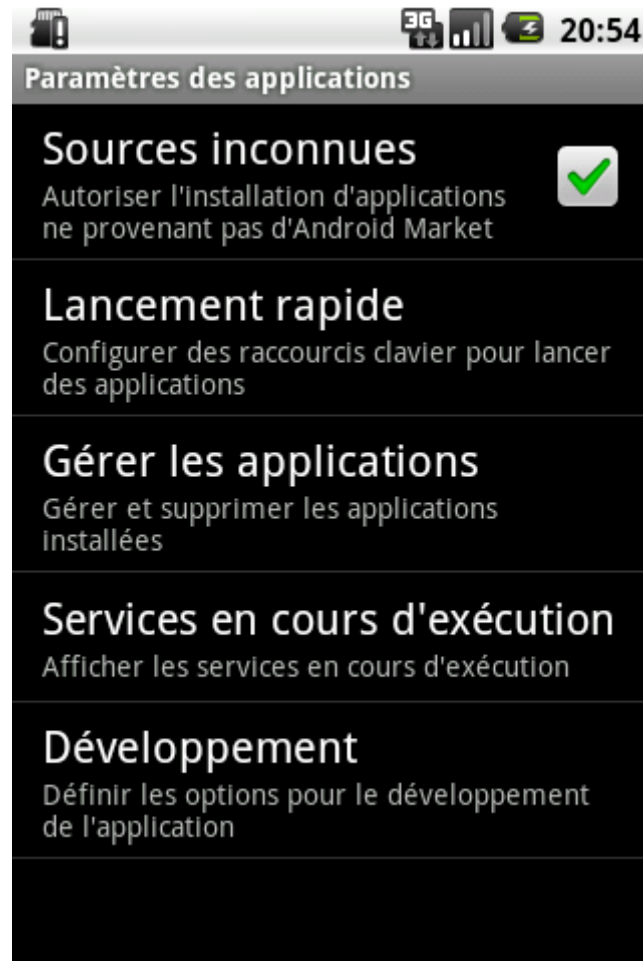 3G 20:54
Paramètres des applications
Sources inconnues
Autoriser l'installation d'applications
ne provenant pas d'Android Market
Lancement rapide
Configurer des raccourcis clavier pour lancer
des applications
Gérer les applications
Gérer et supprimer les applications
installées
Services en cours d'exécution
Afficher les services en cours d'exécution
Développement
Définir les options pour le développement
de l'application